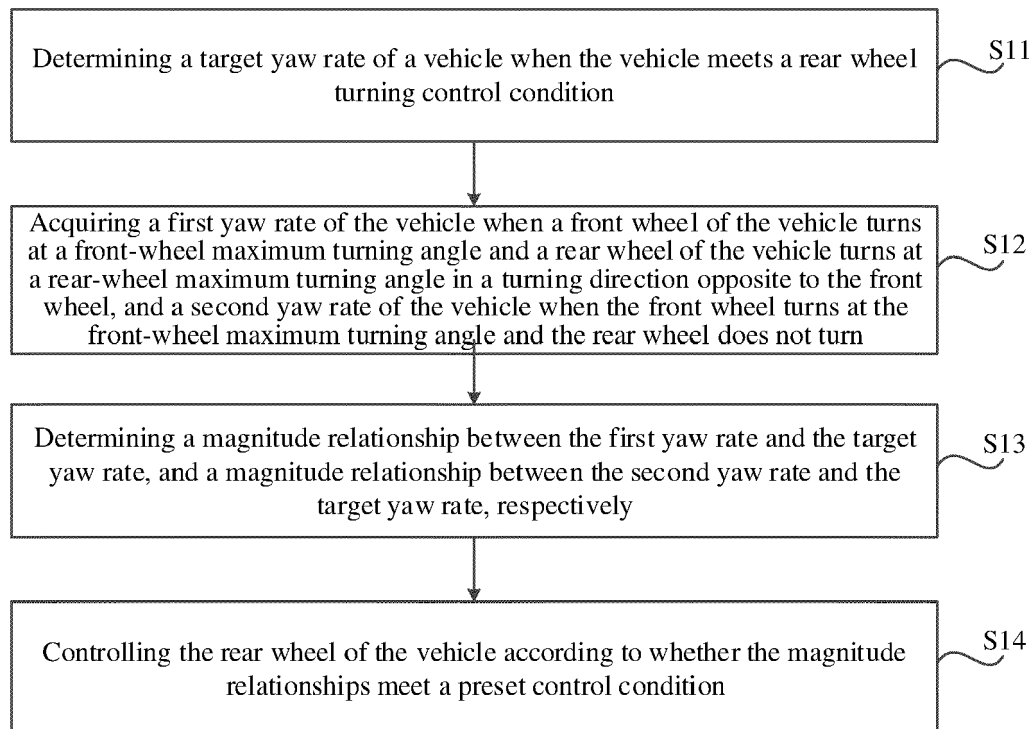 Determining a target yaw rate of a vehicle when the vehicle meets a rear wheel
turning control condition
S11
Acquiring a first yaw rate of the vehicle when a front wheel of the vehicle turns
at a front-wheel maximum turning angle and a rear wheel of the vehicle turns at
a rear-wheel maximum turning angle in a turning direction opposite to the front
wheel, and a second yaw rate of the vehicle when the front wheel turns at the
front-wheel maximum turning angle and the rear wheel does not turn
S12
Determining a magnitude relationship between the first yaw rate and the target
yaw rate, and a magnitude relationship between the second yaw rate and the
target yaw rate, respectively
S13
Controlling the rear wheel of the vehicle according to whether the magnitude
relationships meet a preset control condition
S14